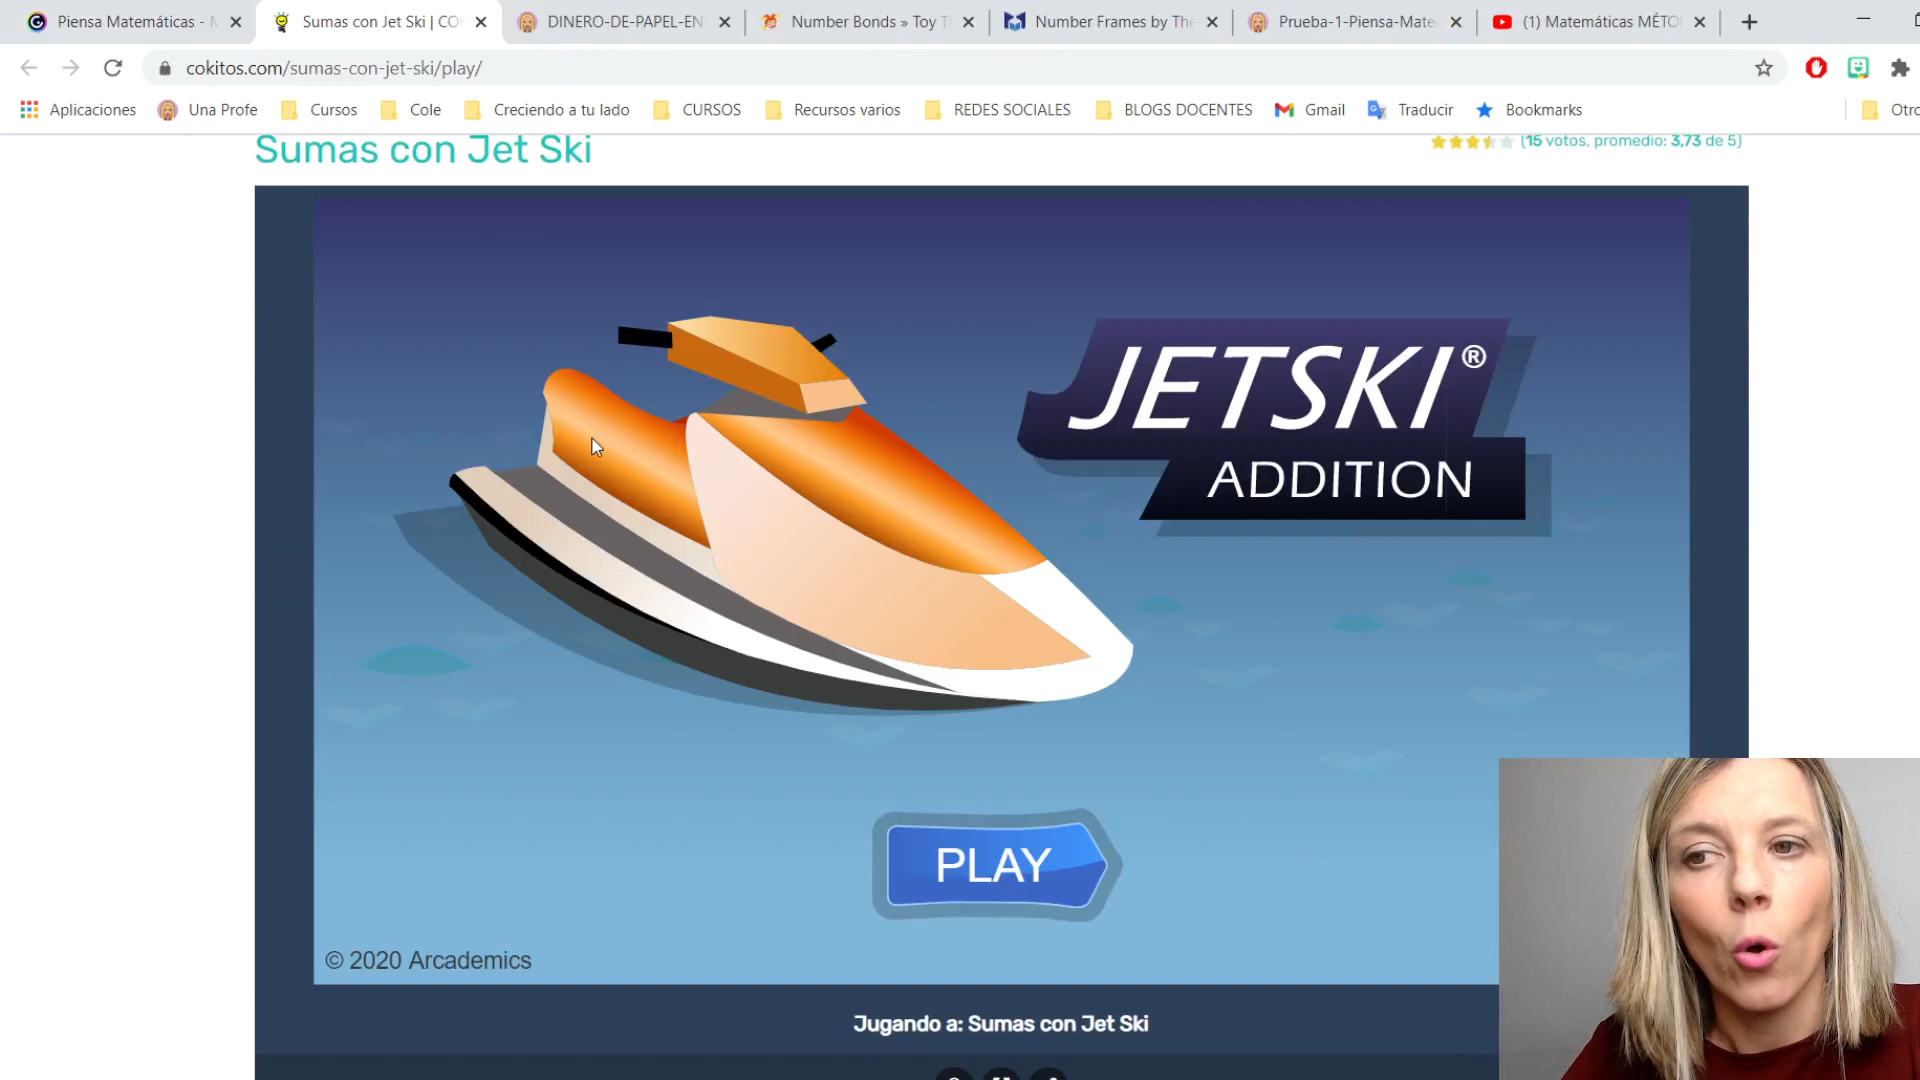 Piensa Matemáticas -
Sumas con Jet Ski | CO
DINERO-DE-PAPEL-EN-
Number Bonds » Toy T
Number Frames by The
Prueba-1-Piensa-Mate
(1) Matemáticas MÉTO
cokitos.com/sumas-con-jet-ski/play/
Aplicaciones
Una Profe
Cursos
Cole
Creciendo a tu lado
CURSOS
Recursos varios
REDES SOCIALES
BLOGS DOCENTES
Gmail
Traducir
Bookmarks
Otro
Sumas con Jet Ski
(15 votos, promedio: 3,73 de 5)
JETSKI®
ADDITION
PLAY
© 2020 Arcademics
Jugando a: Sumas con Jet Ski